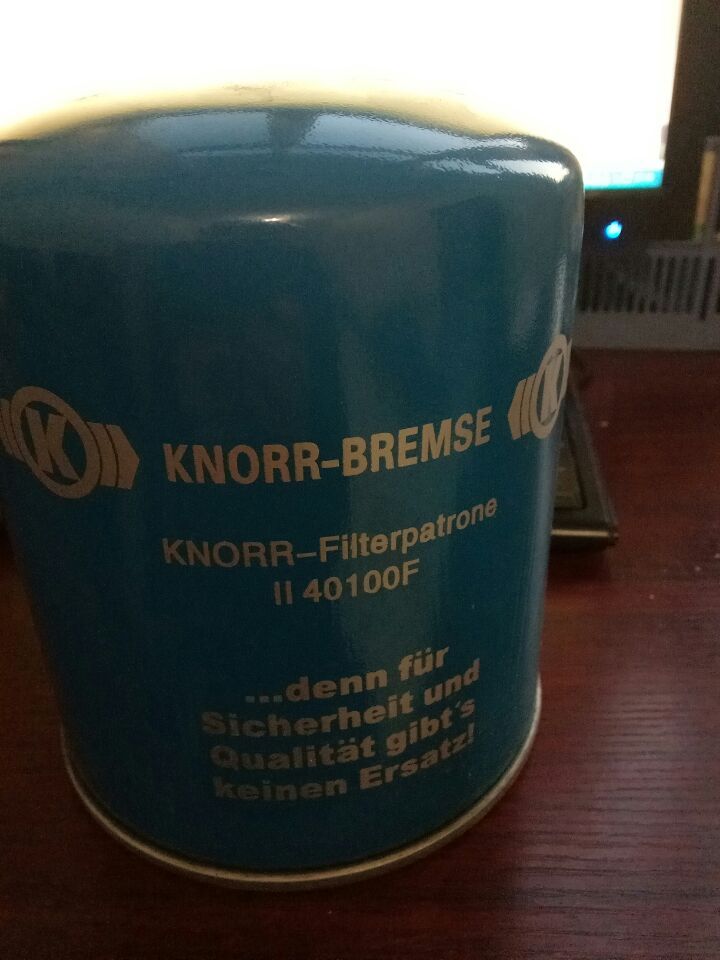 K
K
KNORR-BREMSE
KNORR-Filterpatrone
II 40100F
...denn für
Sicherheit und
Qualität gibt's
keinen Ersatz!